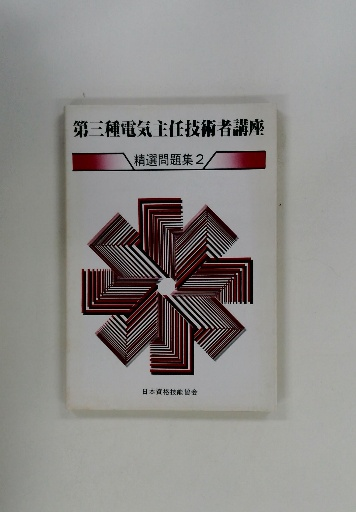 第三種電気主任技術者講座
精選問題集2
日本資格技能協会